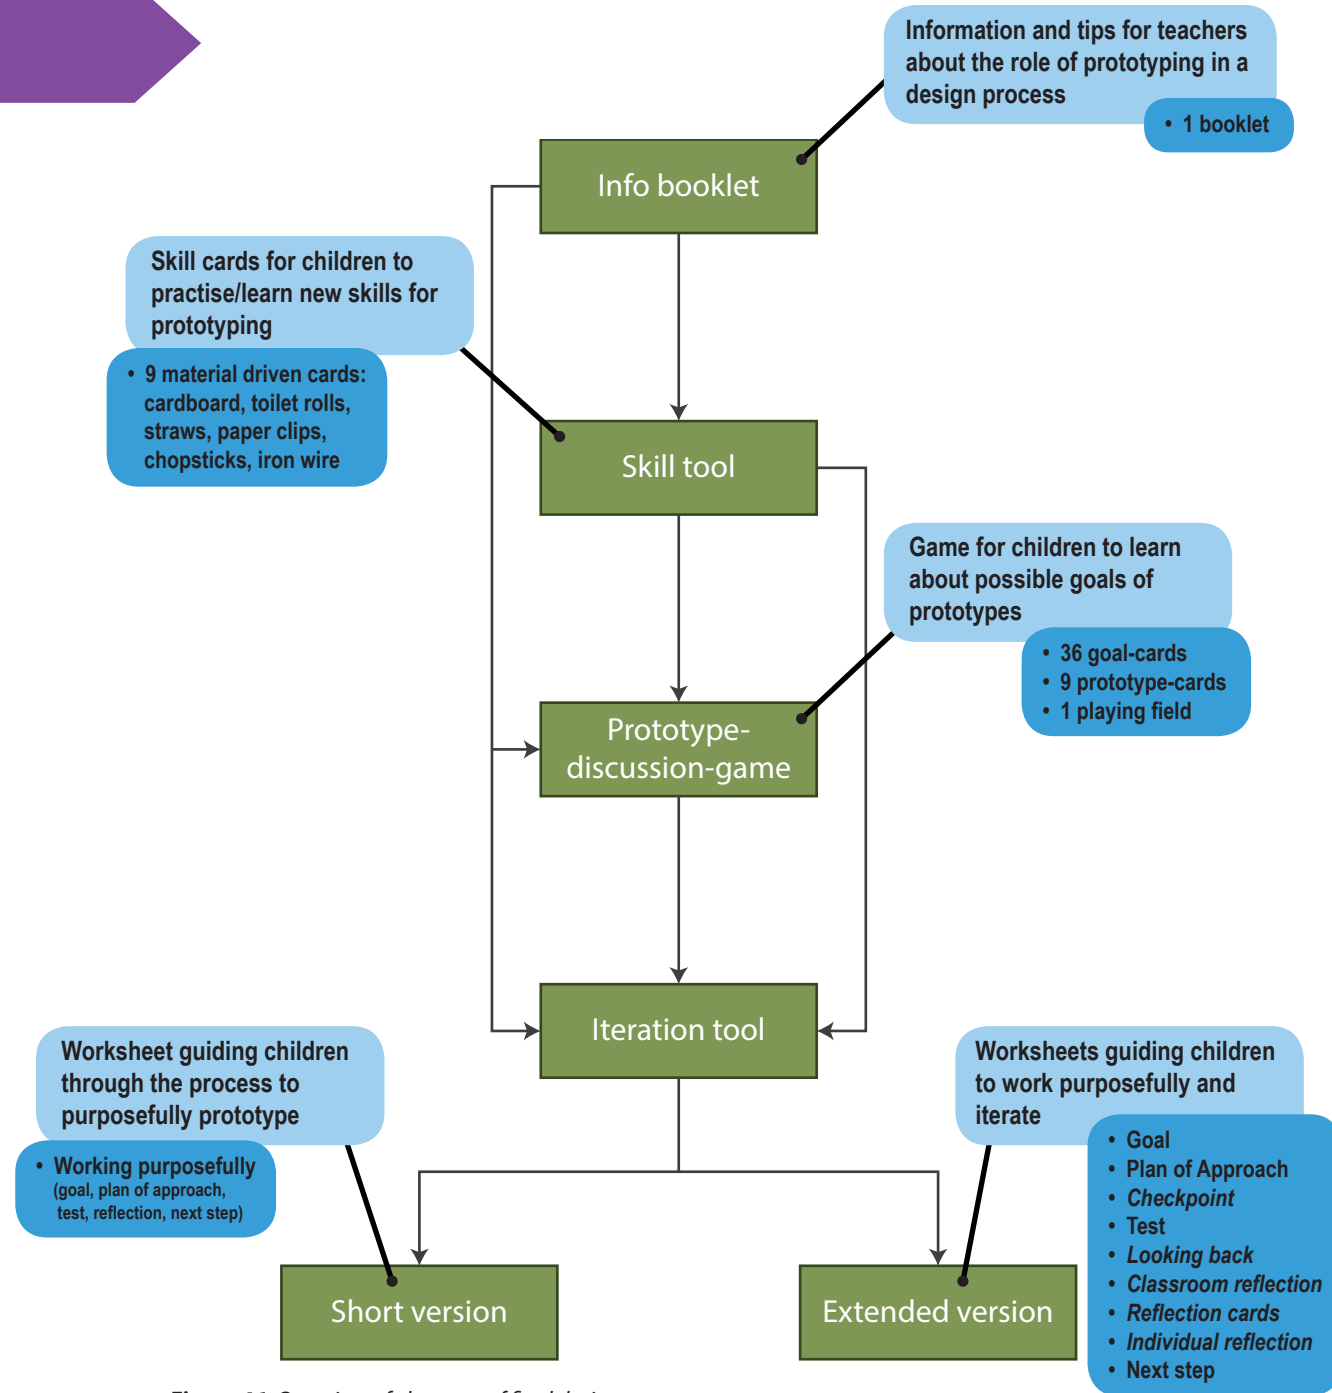 Information and tips for teachers
about the role of prototyping in a
design process
• 1 booklet
Info booklet
Skill cards for children to
practise/learn new skills for
prototyping
• 9 material driven cards:
cardboard, toilet rolls,
straws, paper clips,
chopsticks, iron wire
Skill tool
Game for children to learn
about possible goals of
prototypes
• 36 goal-cards
• 9 prototype-cards
• 1 playing field
Prototype-
discussion-game
Iteration tool
Worksheet guiding children
through the process to
purposefully prototype
• Working purposefully
(goal, plan of approach,
test, reflection, next step)
Worksheets guiding children
to work purposefully and
iterate
• Goal
• Plan of Approach
• Checkpoint
• Test
• Looking back
• Classroom reflection
• Reflection cards
• Individual reflection
• Next step
Short version
Extended version